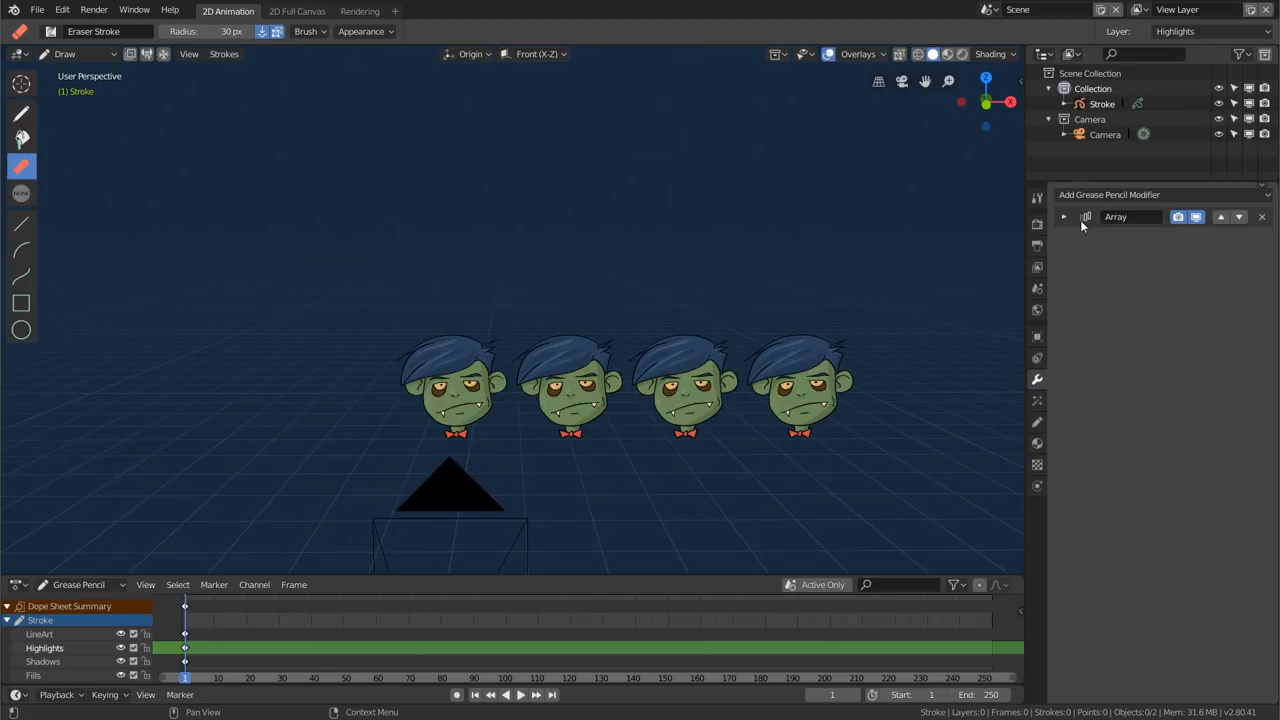 File Edit Render Window Help 2D Animation 2D Full Canvas Rendering + Scene View Layer
Eraser Stroke Radius: 30 px Brush Appearance Layer: Highlights
Draw View Strokes Origin Front (X-Z) Overlays Shading
User Perspective
(1) Stroke
NONE
Z
X
Scene Collection
Collection
Stroke
Camera
Camera
Add Grease Pencil Modifier
Array
Grease Pencil Select Marker Channel Frame Active Only
Dope Sheet Summary
Stroke
LineArt
Highlights
Shadows
Fills
1 10 20 30 40 50 60 70 80 90 100 110 120 130 140 150 160 170 180 190 200 210 220 230 240 250
Playback Keying View Marker 1 Start: 1 End: 250
Pan View Context Menu Stroke | Layers:0 | Frames:0 | Strokes:0 | Points:0 | Objects:0/2 | Mem: 31.6 MB | v2.80.41